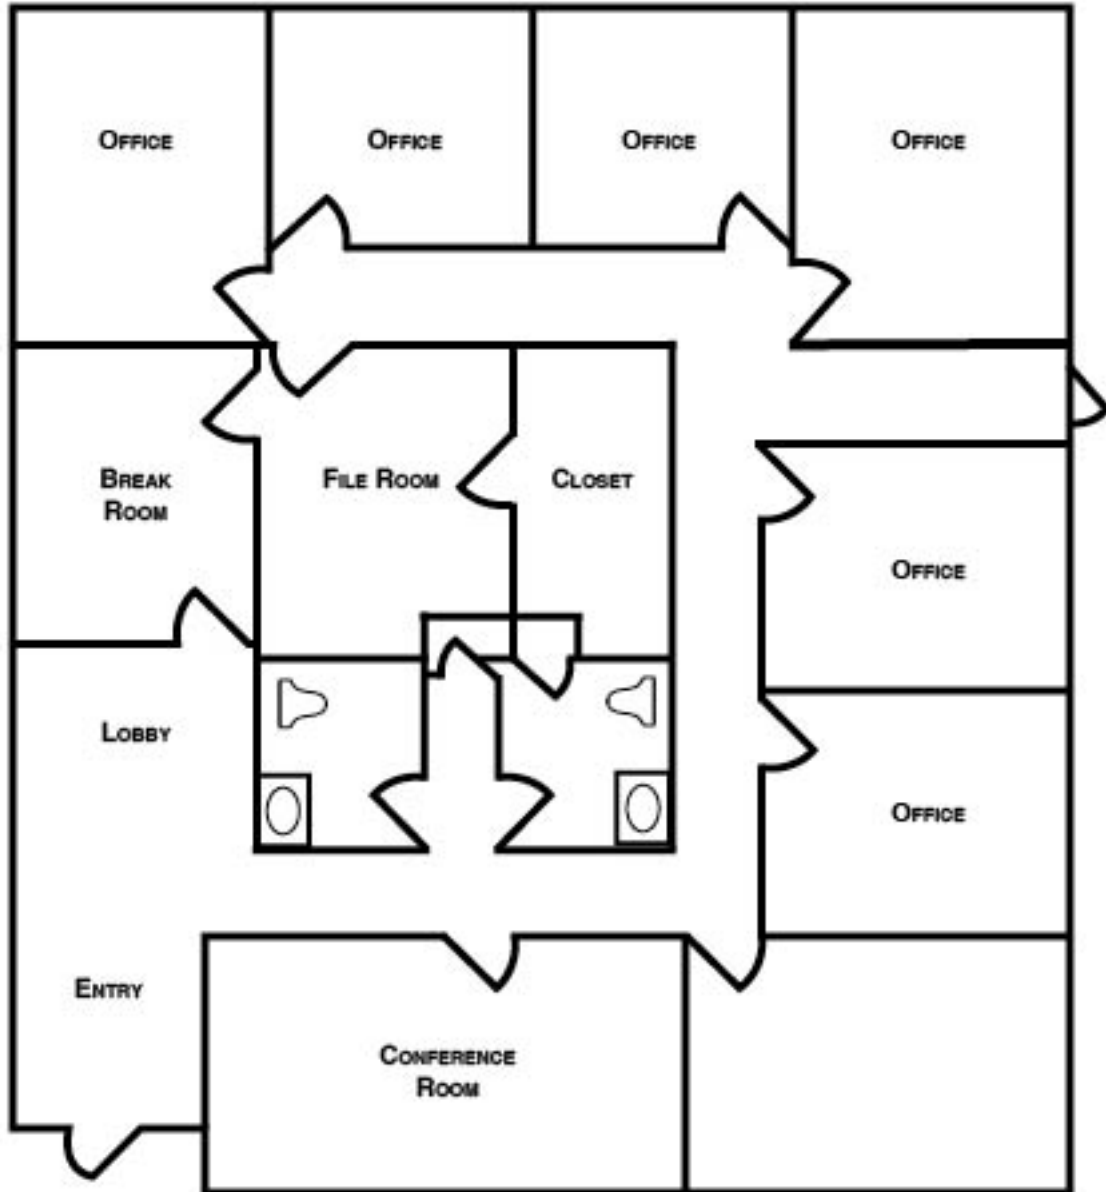 OFFICE
OFFICE
OFFICE
OFFICE
BREAK
ROOM
FILE ROOM
CLOSET
OFFICE
LOBBY
OFFICE
ENTRY
CONFERENCE
ROOM